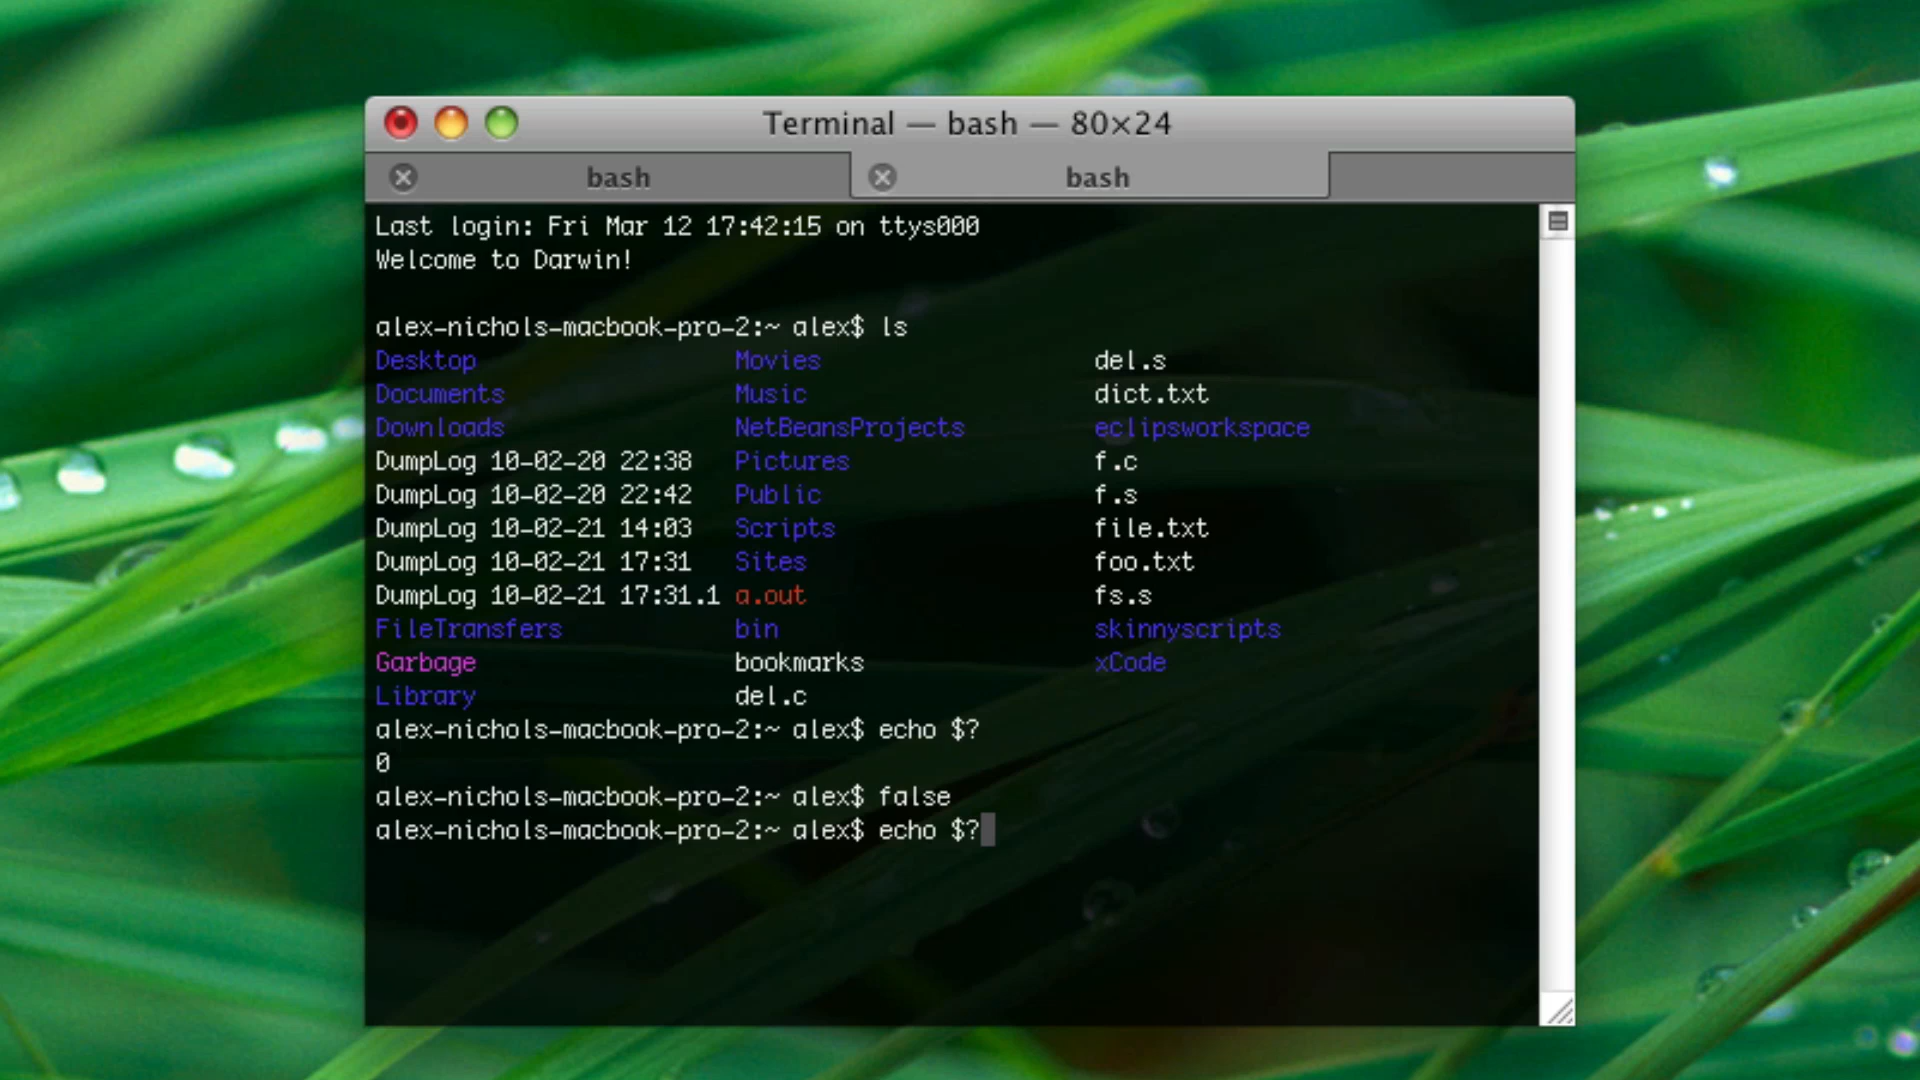 Terminal — bash — 80×24
bash bash
Last login: Fri Mar 12 17:42:15 on ttys000
Welcome to Darwin!
alex-nichols-macbook-pro-2:~ alex$ ls
Desktop Movies del.s
Documents Music dict.txt
Downloads NetBeansProjects eclipsworkspace
DumpLog 10-02-20 22:38 Pictures f.c
DumpLog 10-02-20 22:42 Public f.s
DumpLog 10-02-21 14:03 Scripts file.txt
DumpLog 10-02-21 17:31 Sites foo.txt
DumpLog 10-02-21 17:31.1 a.out fs.s
FileTransfers bin skinnyscripts
Garbage bookmarks xCode
Library del.c
alex-nichols-macbook-pro-2:~ alex$ echo $?
0
alex-nichols-macbook-pro-2:~ alex$ false
alex-nichols-macbook-pro-2:~ alex$ echo $?